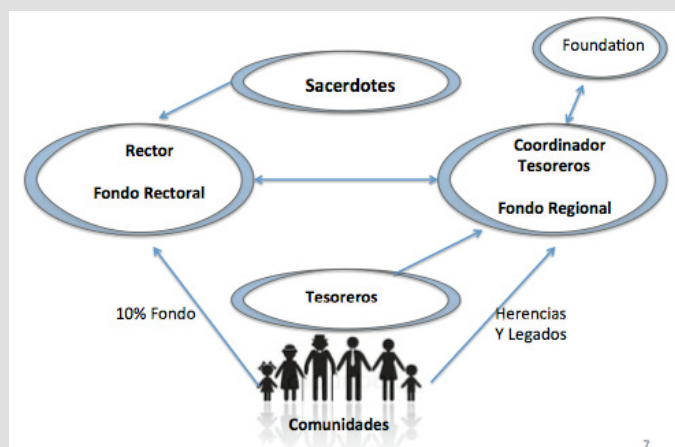 Foundation
Sacerdotes
Rector
Fondo Rectoral
Coordinador
Tesoreros
Fondo Regional
Tesoreros
10% Fondo
Herencias
Y Legados
Comunidades
7